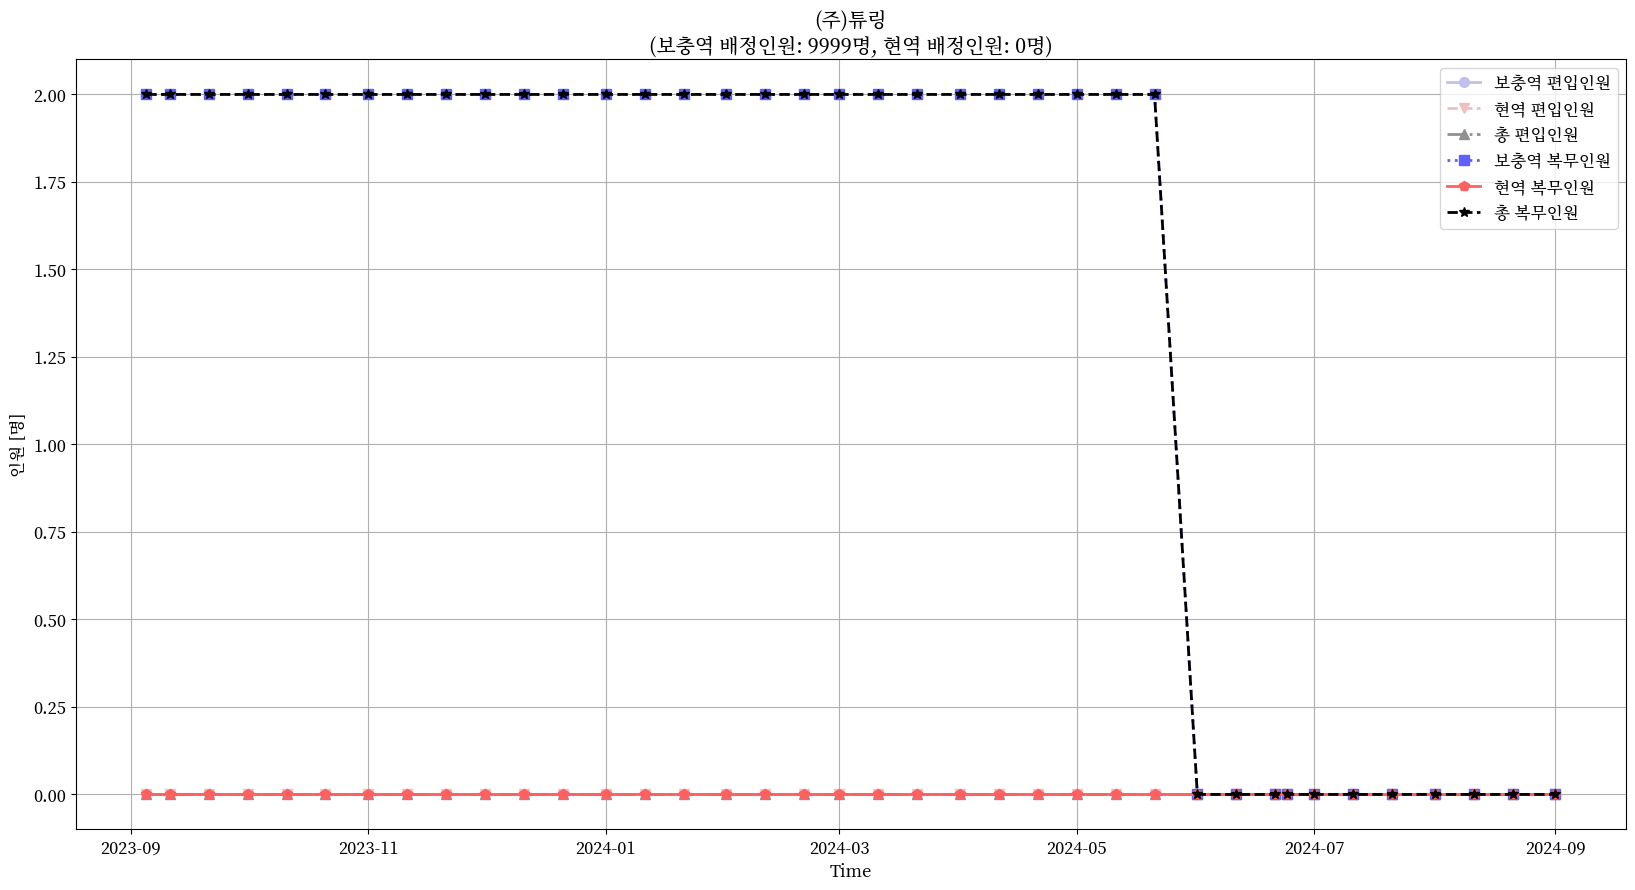 (주)튜링
(보충역 배정인원: 9999명, 현역 배정인원: 0명)
보충역 편입인원
현역 편입인원
총 편입인원
보충역 복무인원
현역 복무인원
총 복무인원
2.00
1.75
1.50
1.25
1.00
0.75
0.50
0.25
0.00
인원 [명]
2023-09 2023-11 2024-01 2024-03 2024-05 2024-07 2024-09
Time